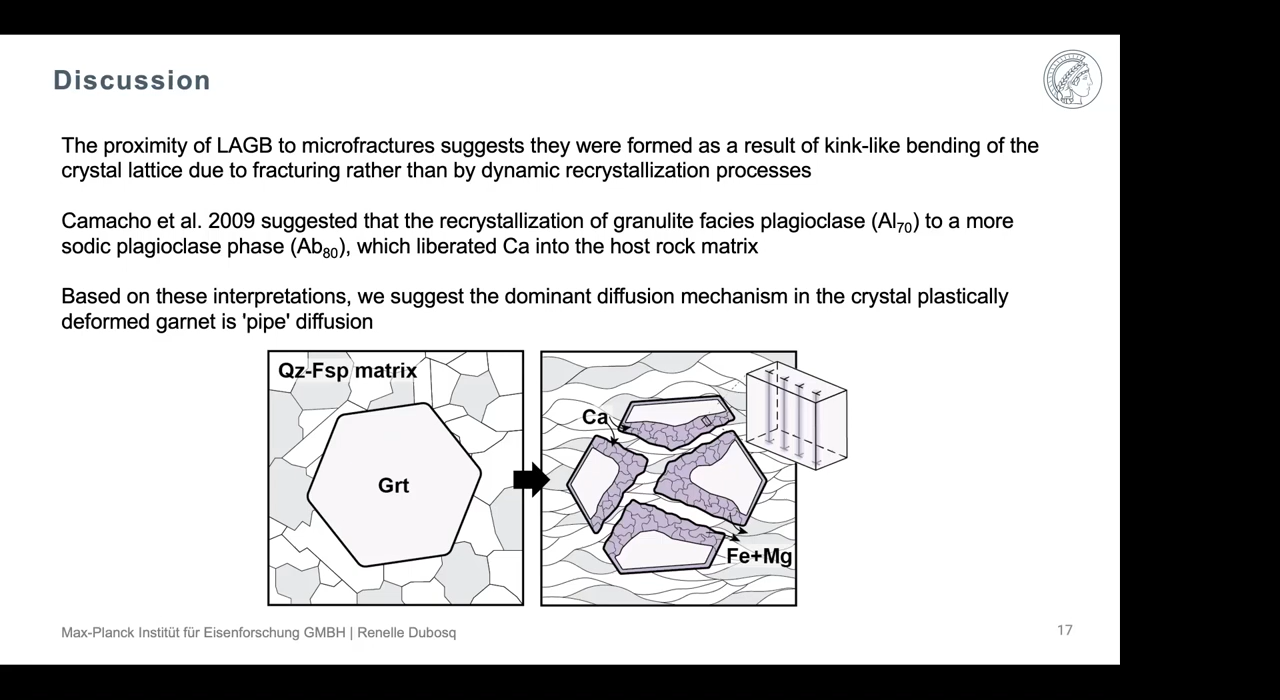 Discussion
The proximity of LAGB to microfractures suggests they were formed as a result of kink-like bending of the
crystal lattice due to fracturing rather than by dynamic recrystallization processes
Camacho et al. 2009 suggested that the recrystallization of granulite facies plagioclase (Al70) to a more
sodic plagioclase phase (Ab80), which liberated Ca into the host rock matrix
Based on these interpretations, we suggest the dominant diffusion mechanism in the crystal plastically
deformed garnet is 'pipe' diffusion
Qz-Fsp matrix
Grt
Ca
Fe+Mg
Max-Planck Institüt für Eisenforschung GMBH | Renelle Dubosq
17